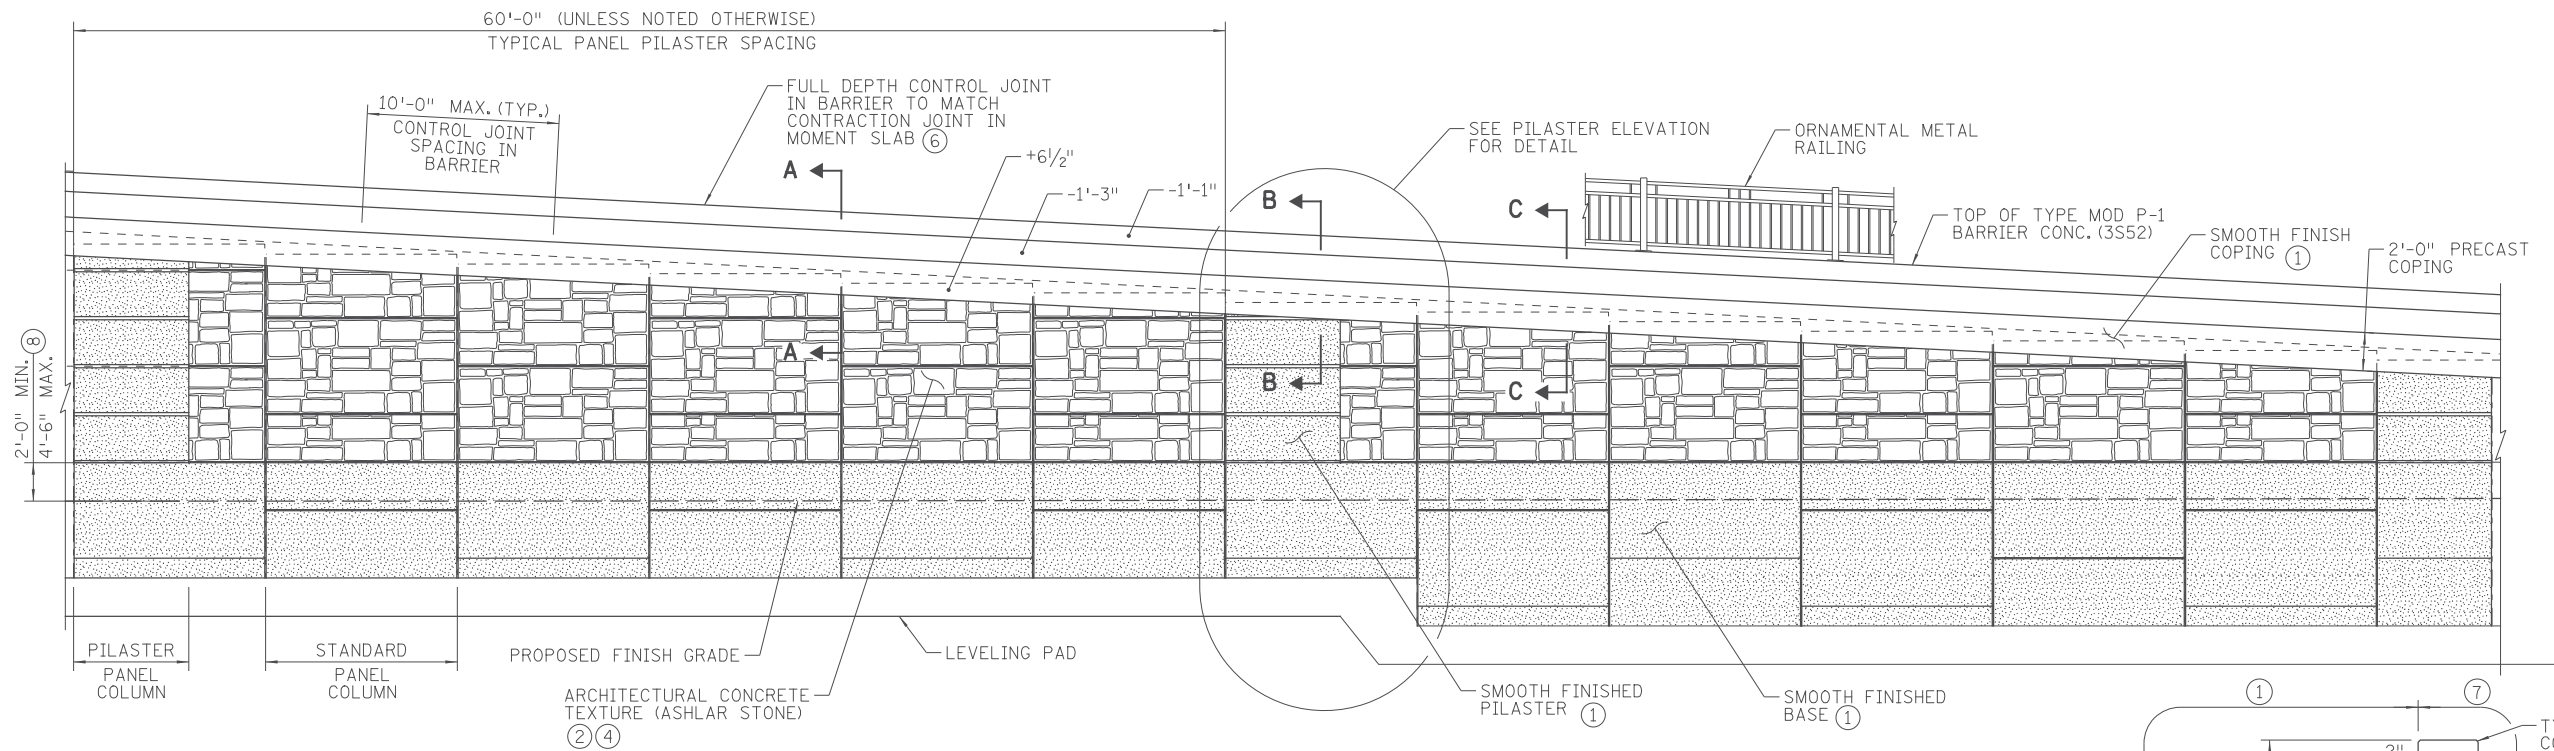 60'-0" (UNLESS NOTED OTHERWISE)
TYPICAL PANEL PILASTER SPACING
10'-0" MAX. (TYP.)
CONTROL JOINT
SPACING IN
BARRIER
FULL DEPTH CONTROL JOINT
IN BARRIER TO MATCH
CONTRACTION JOINT IN
MOMENT SLAB 6
A
+6½"
-1'-3"
-1'-1"
SEE PILASTER ELEVATION
FOR DETAIL
B
C
ORNAMENTAL METAL
RAILING
TOP OF TYPE MOD P-1
BARRIER CONC. (3S52)
SMOOTH FINISH
COPING 1
2'-0" PRECAST
COPING
2'-0" MIN. 8
4'-6" MAX.
A
B
C
PILASTER
PANEL
COLUMN
STANDARD
PANEL
COLUMN
PROPOSED FINISH GRADE
LEVELING PAD
ARCHITECTURAL CONCRETE
TEXTURE (ASHLAR STONE)
2 4
SMOOTH FINISHED
PILASTER 1
SMOOTH FINISHED
BASE 1
1
7